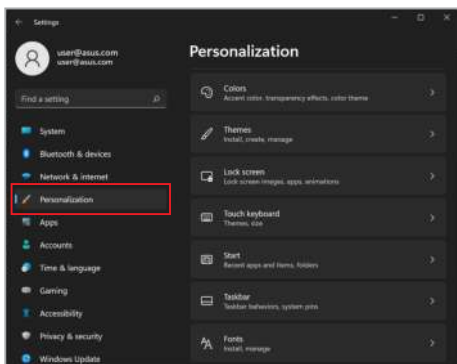 Settings
user@asus.com
user@asus.com
Find a setting
System
Bluetooth & devices
Network & internet
Personalization
Apps
Accounts
Time & language
Gaming
Accessibility
Privacy & security
Windows Update
Personalization
Colors
Accent color, transparency effects, color theme
Themes
Install, create, manage
Lock screen
Lock screen images, apps, animations
Touch keyboard
Themes, size
Start
Recent apps and items, folders
Taskbar
Taskbar behaviors, system pins
Fonts
Install, manage